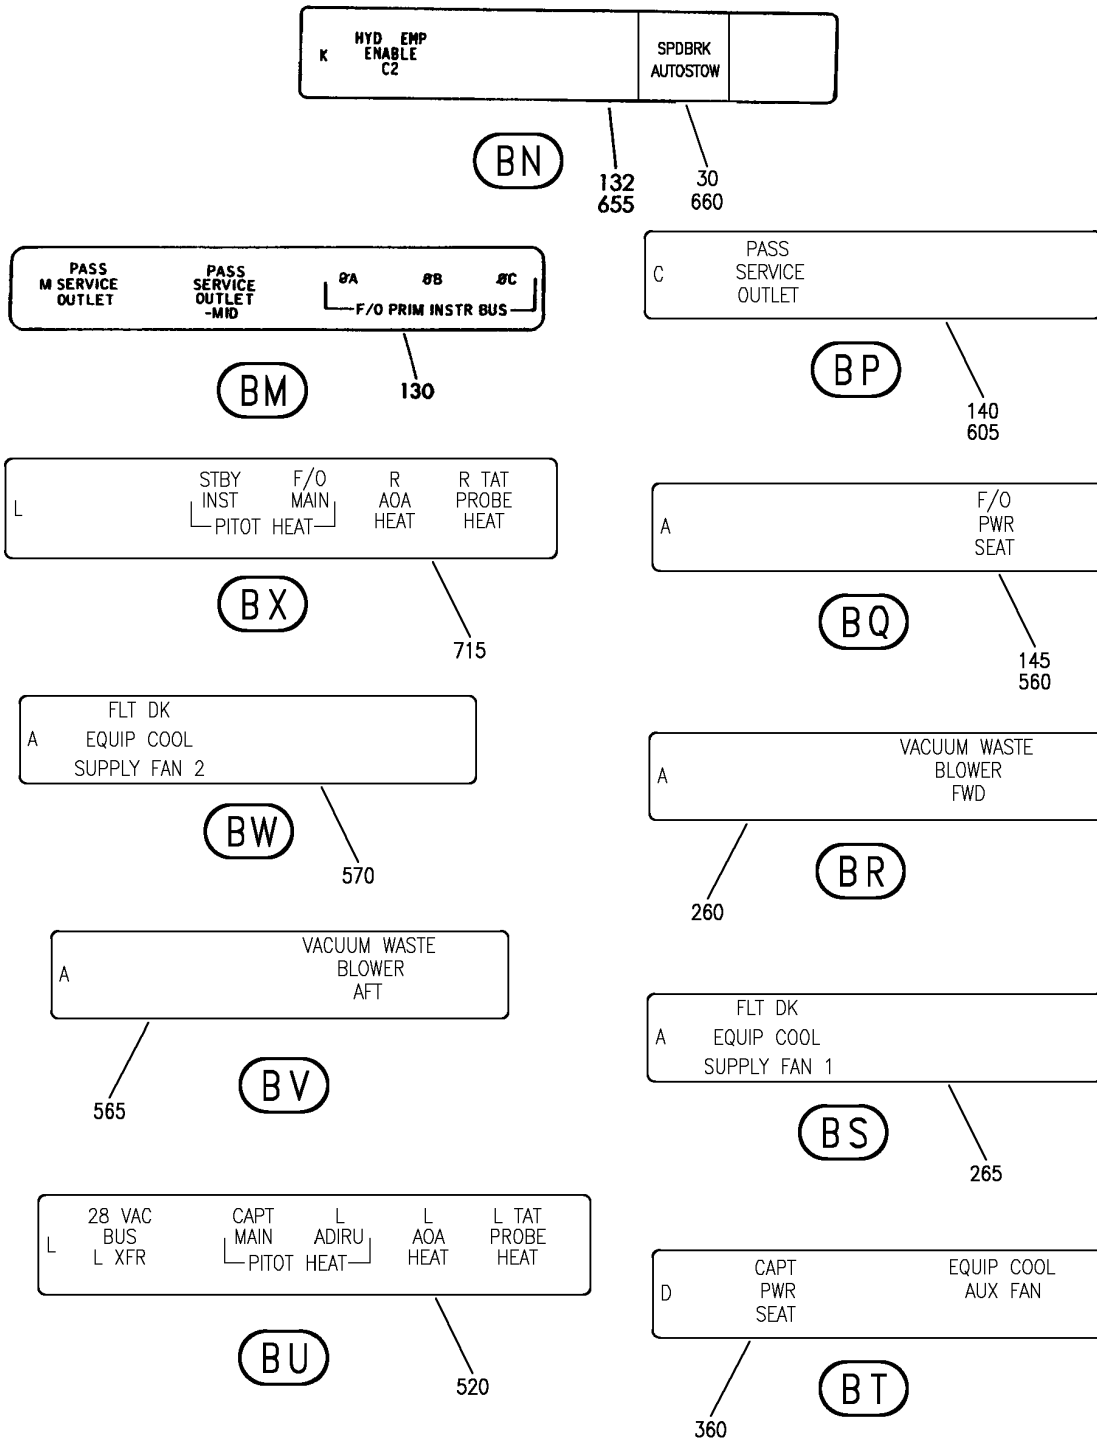 K
HYD EMP
ENABLE
C2
SPDBRK
AUTOSTOW
BN
132
655
30
660
PASS
M SERVICE
OUTLET
PASS
SERVICE
OUTLET
-MID
ØA ØB ØC
F/O PRIM INSTR BUS
BM
130
C
PASS
SERVICE
OUTLET
BP
140
605
L
STBY
INST
F/O
MAIN
PITOT HEAT
R
AOA
HEAT
R TAT
PROBE
HEAT
BX
715
A
F/O
PWR
SEAT
BQ
145
560
A
FLT DK
EQUIP COOL
SUPPLY FAN 2
BW
570
A
VACUUM WASTE
BLOWER
FWD
BR
260
A
VACUUM WASTE
BLOWER
AFT
BV
565
A
FLT DK
EQUIP COOL
SUPPLY FAN 1
BS
265
L
28 VAC
BUS
L XFR
CAPT
MAIN
L
ADIRU
PITOT HEAT
L
AOA
HEAT
L TAT
PROBE
HEAT
BU
520
D
CAPT
PWR
SEAT
EQUIP COOL
AUX FAN
BT
360